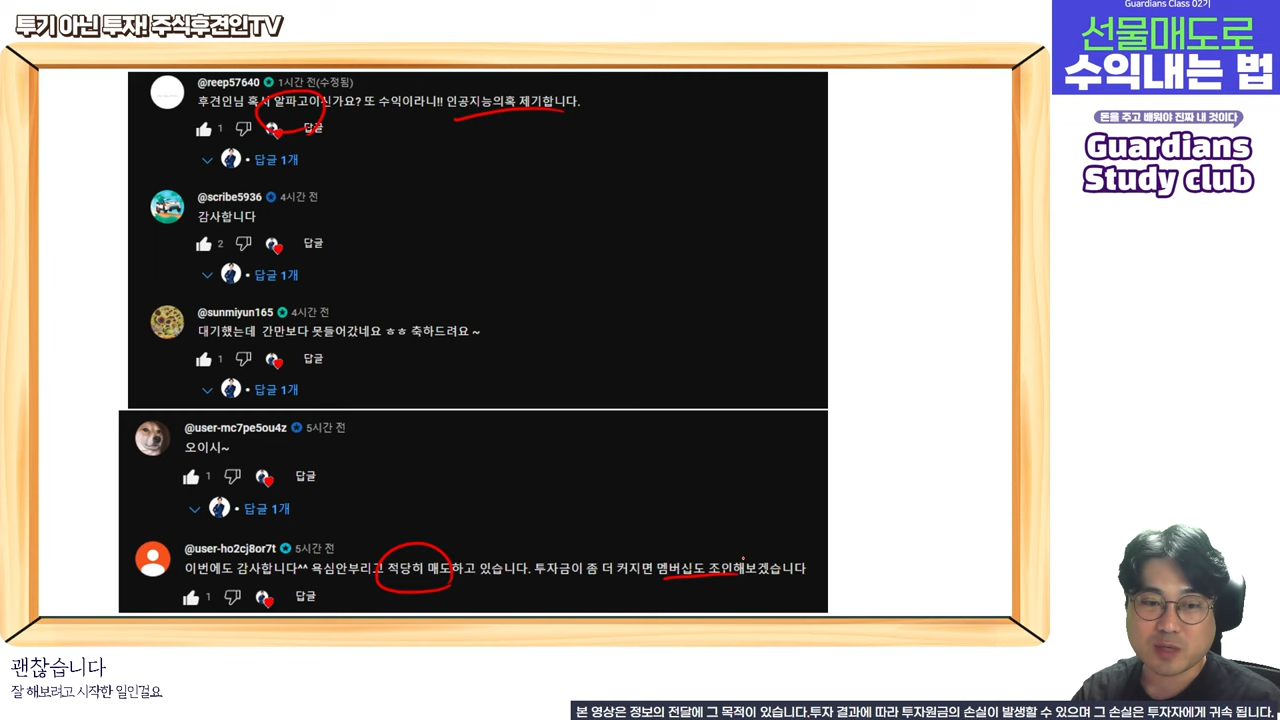 투기 아닌 투자! 주식후견인TV
Guardians Class 02기
선물매도로
수익내는 법
돈을 주고 배워야 진짜 내 것이다
Guardians
Study club
@reep57640 1시간 전(수정됨)
후견인님 혹시 알파고이신가요? 또 수익이라니!! 인공지능의혹 제기합니다.
1 답글
답글 1개
@scribe5936 4시간 전
감사합니다
2 답글
답글 1개
@sunmiyun165 4시간 전
대기했는데 간만보다 못들어갔네요 ㅎㅎ 축하드려요 ~
1 답글
답글 1개
@user-mc7pe5ou4z 5시간 전
오이시~
1 답글
답글 1개
@user-ho2cj8or7t 5시간 전
이번에도 감사합니다^^ 욕심안부리고 적당히 매도하고 있습니다. 투자금이 좀 더 커지면 멤버십도 조인해보겠습니다
1 답글
괜찮습니다
잘 해보려고 시작한 일인걸요
본 영상은 정보의 전달에 그 목적이 있습니다.투자 결과에 따라 투자원금의 손실이 발생할 수 있으며 그 손실은 투자자에게 귀속 됩니다.